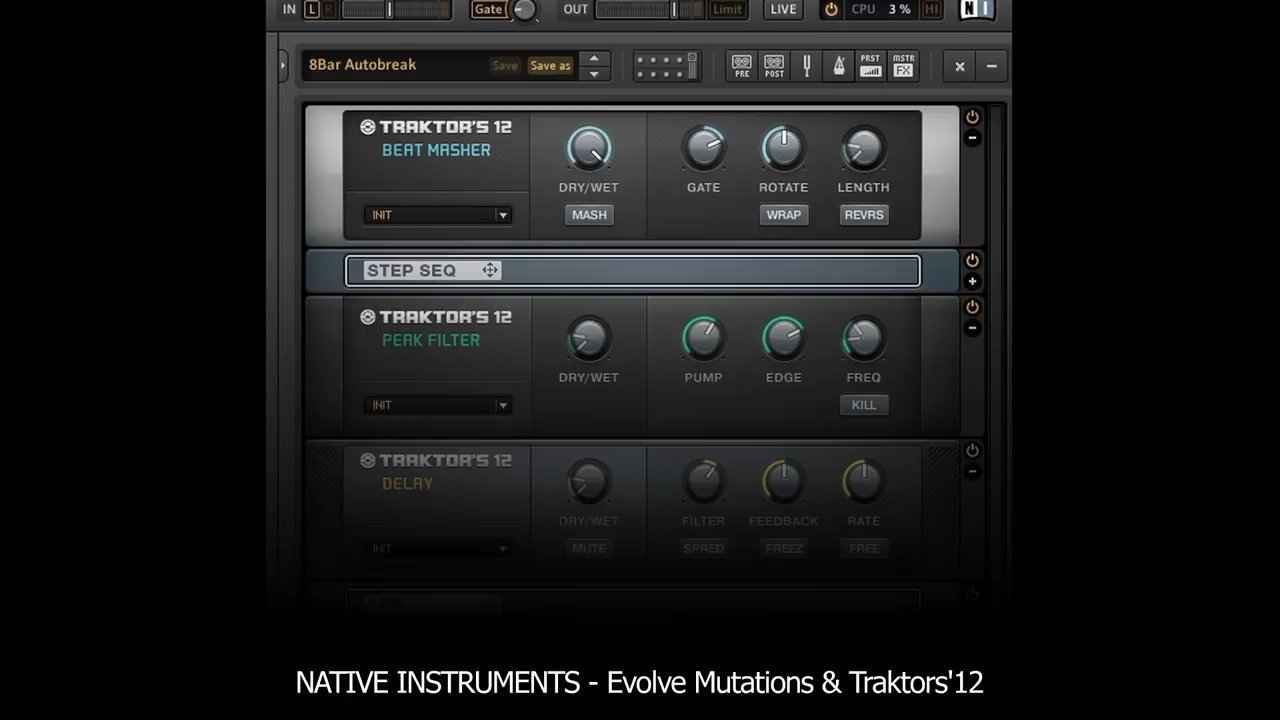 IN L R Gate OUT Limit LIVE CPU 3 % HI N I
8Bar Autobreak Save Save as PRE POST PRST MSTR FX
TRAKTOR'S 12
BEAT MASHER
DRY/WET GATE ROTATE LENGTH
INIT MASH WRAP REVRS
STEP SEQ
TRAKTOR'S 12
PEAK FILTER
DRY/WET PUMP EDGE FREQ
INIT KILL
TRAKTOR'S 12
DELAY
DRY/WET FILTER FEEDBACK RATE
INIT MUTE SPRED FREEZ FREE
NATIVE INSTRUMENTS - Evolve Mutations & Traktors'12